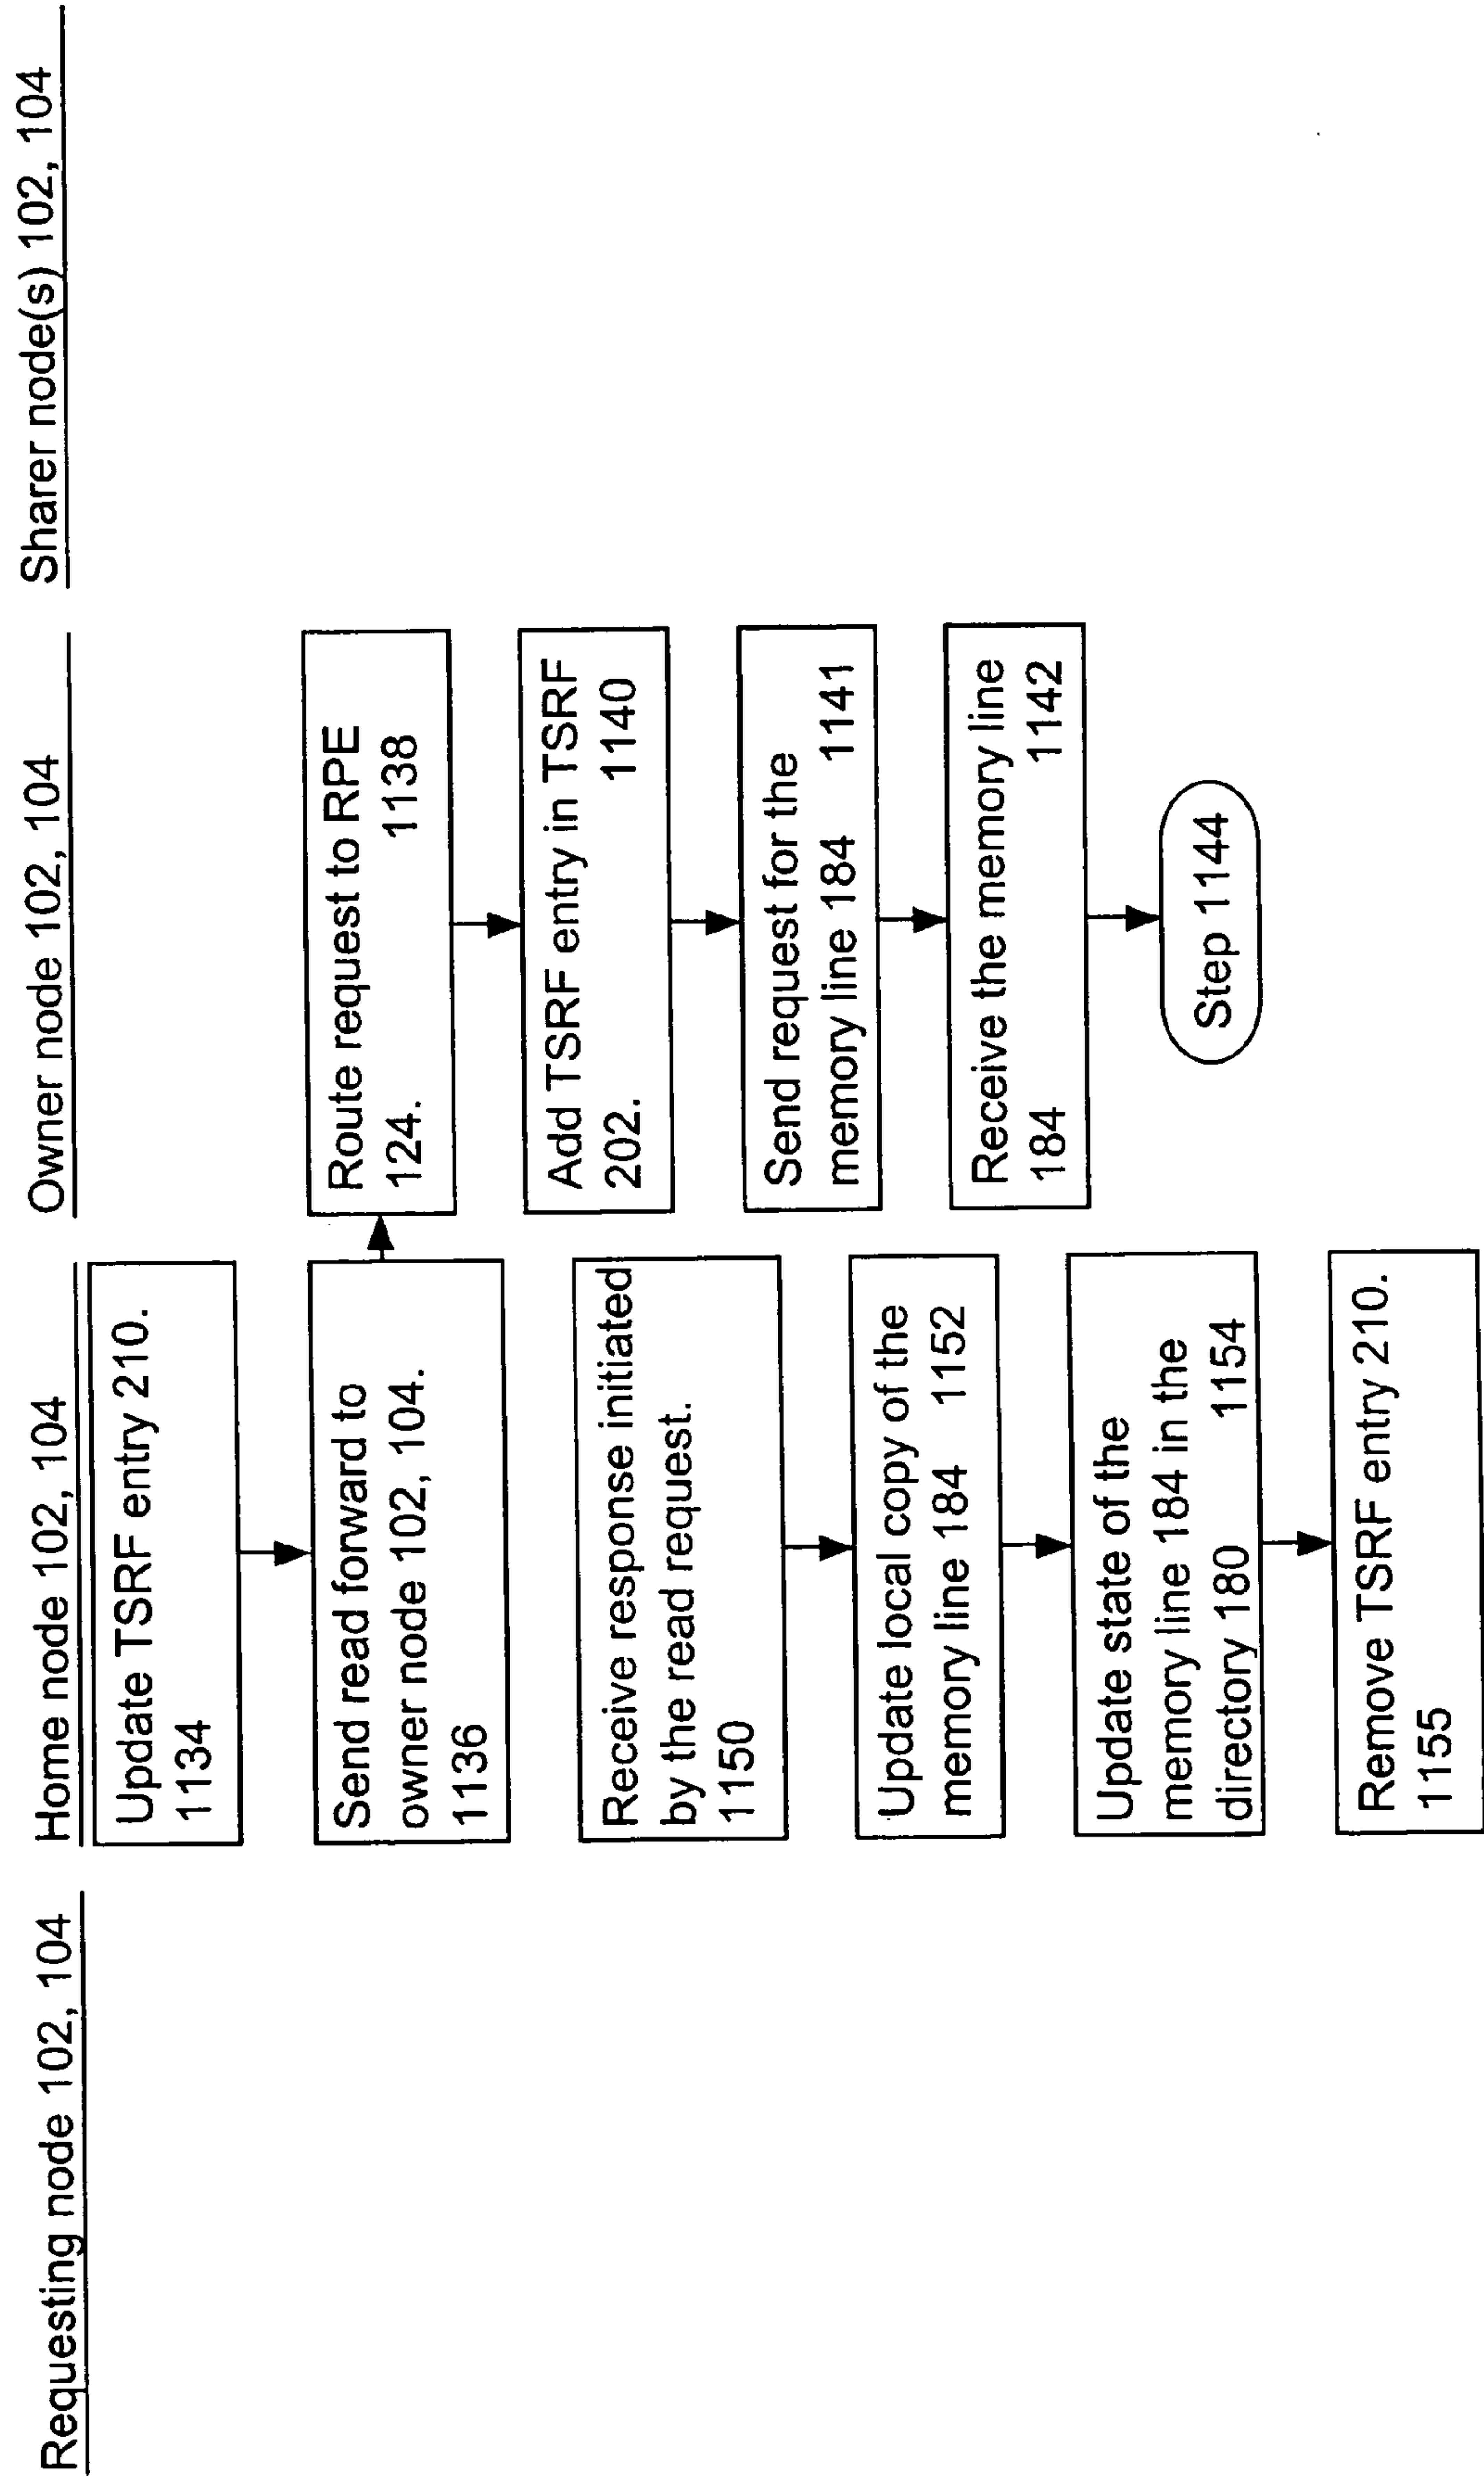 Requesting node 102, 104
Home node 102, 104
Owner node 102, 104
Sharer node(s) 102, 104
Update TSRF entry 210.
1134
Send read forward to
owner node 102, 104.
1136
Route request to RPE
124. 1138
Add TSRF entry in TSRF
202. 1140
Send request for the
memory line 184 1141
Receive the memory line
184 1142
Step 1144
Receive response initiated
by the read request.
1150
Update local copy of the
memory line 184 1152
Update state of the
memory line 184 in the
directory 180 1154
Remove TSRF entry 210.
1155